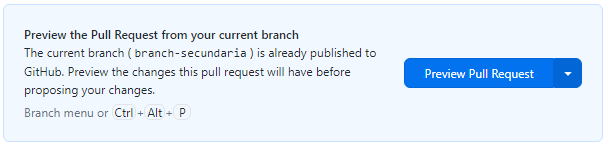 Preview the Pull Request from your current branch
The current branch ( branch-secundaria ) is already published to
GitHub. Preview the changes this pull request will have before
proposing your changes.
Branch menu or Ctrl + Alt + P
Preview Pull Request